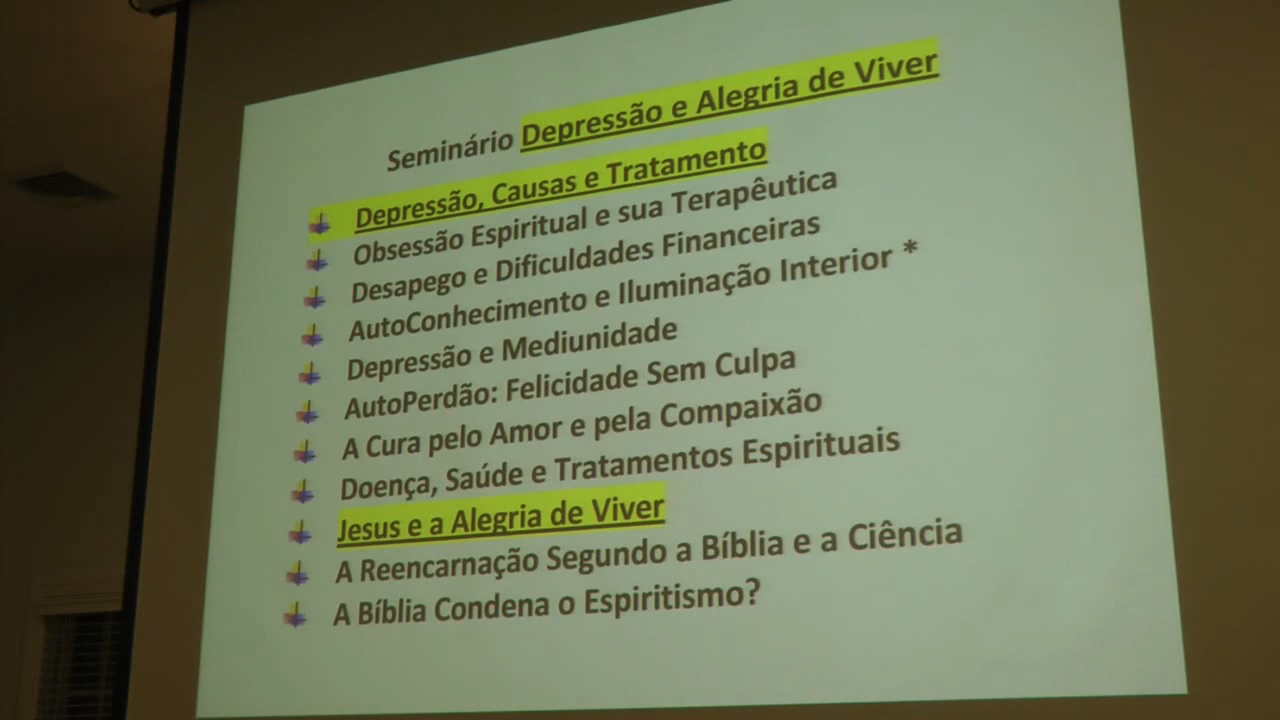 Seminário Depressão e Alegria de Viver
Depressão, Causas e Tratamento
Obsessão Espiritual e sua Terapêutica
Desapego e Dificuldades Financeiras
AutoConhecimento e Iluminação Interior *
Depressão e Mediunidade
AutoPerdão: Felicidade Sem Culpa
A Cura pelo Amor e pela Compaixão
Doença, Saúde e Tratamentos Espirituais
Jesus e a Alegria de Viver
A Reencarnação Segundo a Bíblia e a Ciência
A Bíblia Condena o Espiritismo?